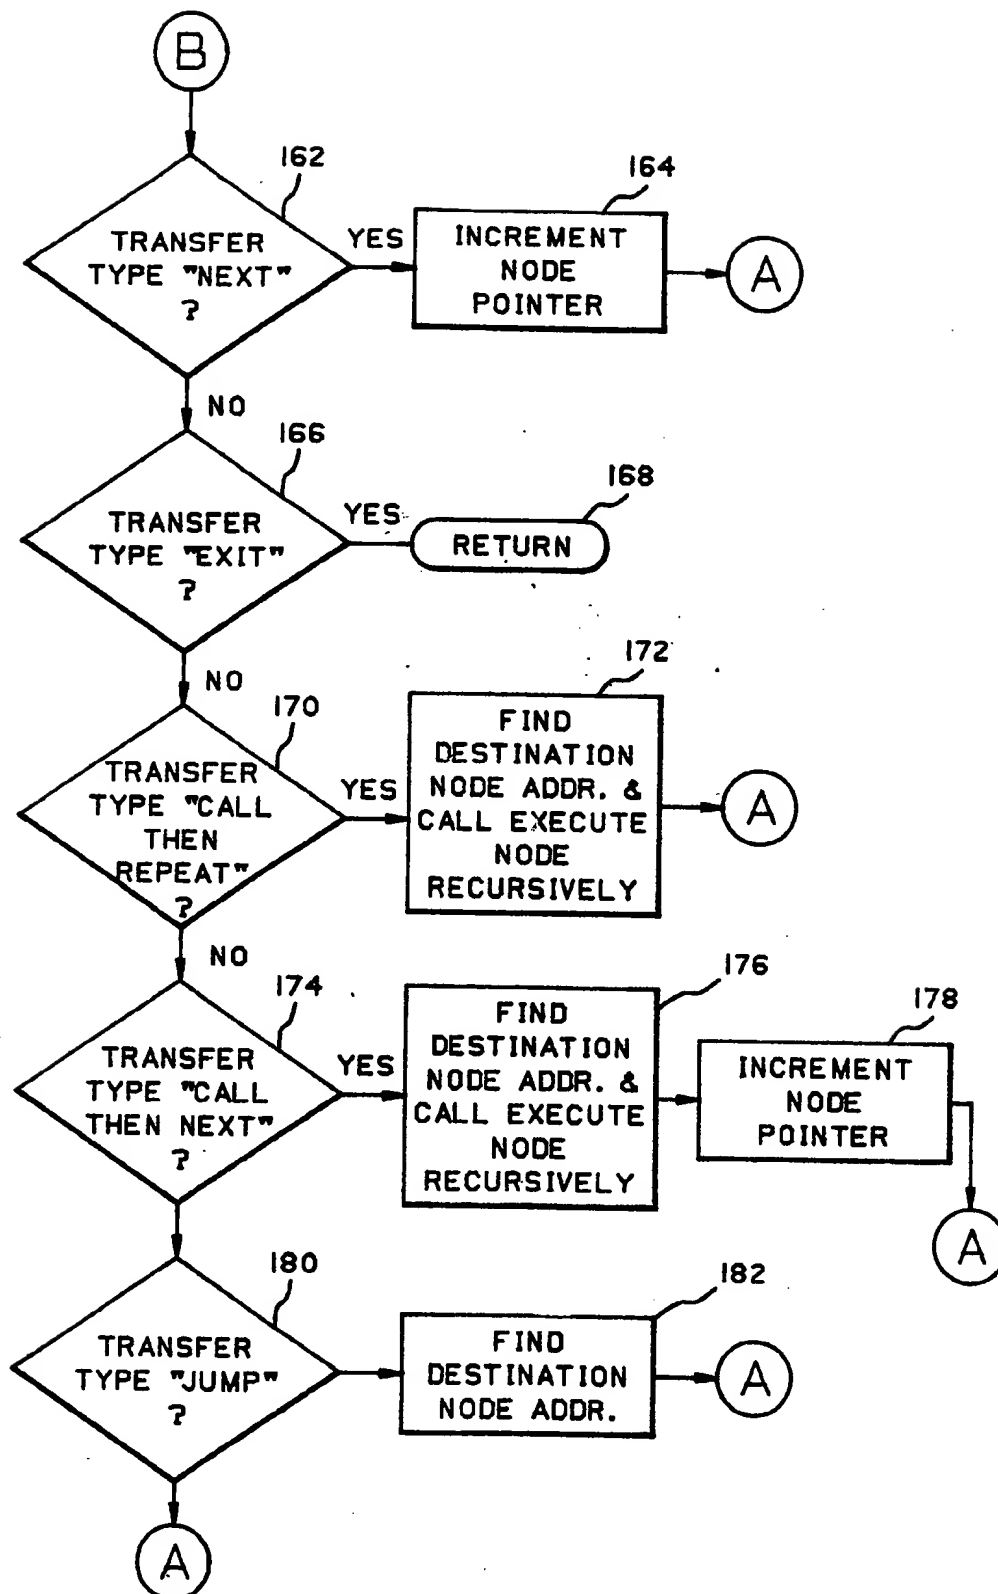 B
162
TRANSFER
TYPE "NEXT"
?
YES
164
INCREMENT
NODE
POINTER
A
NO
166
TRANSFER
TYPE "EXIT"
?
YES
168
RETURN
NO
170
TRANSFER
TYPE "CALL
THEN
REPEAT"
?
YES
172
FIND
DESTINATION
NODE ADDR. &
CALL EXECUTE
NODE
RECURSIVELY
A
NO
174
TRANSFER
TYPE "CALL
THEN NEXT"
?
YES
176
FIND
DESTINATION
NODE ADDR. &
CALL EXECUTE
NODE
RECURSIVELY
178
INCREMENT
NODE
POINTER
A
180
TRANSFER
TYPE "JUMP"
?
182
FIND
DESTINATION
NODE ADDR.
A
A